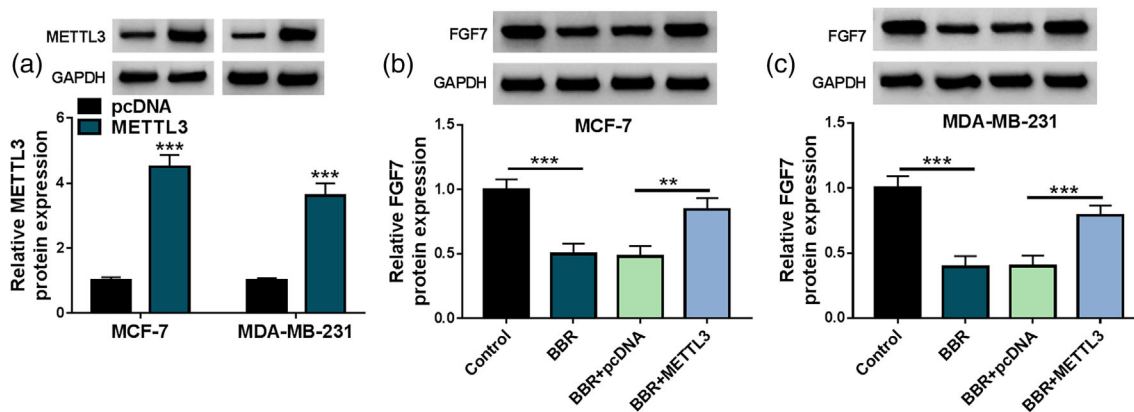 (a)
METTL3
GAPDH
pcDNA
METTL3
Relative METTL3
protein expression
6
4
2
0
***
***
MCF-7
MDA-MB-231
(b)
FGF7
GAPDH
MCF-7
Relative FGF7
protein expression
1.5
1.0
0.5
0.0
***
**
Control
BBR
BBR+pcDNA
BBR+METTL3
(c)
FGF7
GAPDH
MDA-MB-231
Relative FGF7
protein expression
1.5
1.0
0.5
0.0
***
***
Control
BBR
BBR+pcDNA
BBR+METTL3